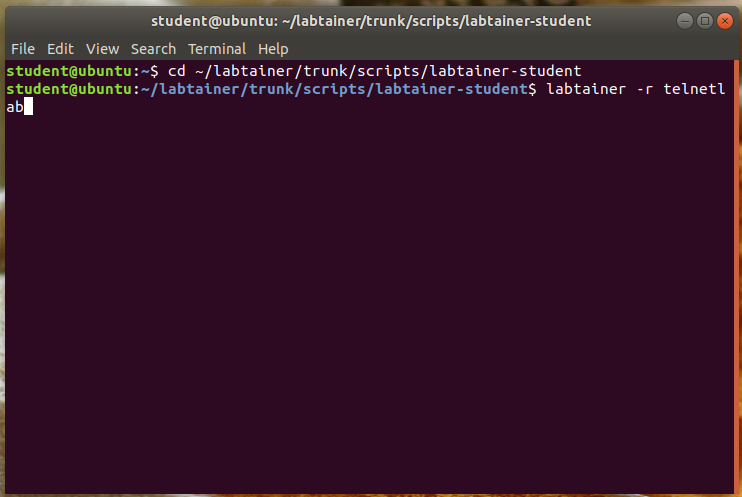 student@ubuntu: ~/labtainer/trunk/scripts/labtainer-student
File Edit View Search Terminal Help
student@ubuntu:~$ cd ~/labtainer/trunk/scripts/labtainer-student
student@ubuntu:~/labtainer/trunk/scripts/labtainer-student$ labtainer -r telnetl
ab